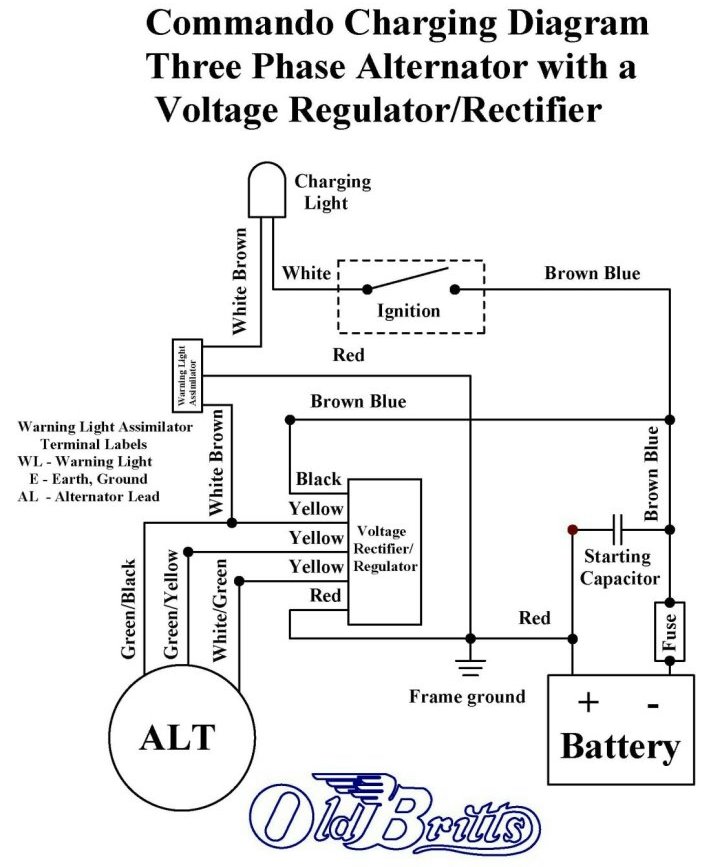 Commando Charging Diagram
Three Phase Alternator with a
Voltage Regulator/Rectifier
Charging
Light
White Brown
White
Ignition
Brown Blue
Warning Light
Assimilator
Red
Brown Blue
Warning Light Assimilator
Terminal Labels
WL - Warning Light
E - Earth, Ground
AL - Alternator Lead
White Brown
Black
Yellow
Yellow
Yellow
Red
Voltage
Rectifier/
Regulator
Brown Blue
Starting
Capacitor
Green/Black
Green/Yellow
White/Green
Red
Fuse
Frame ground
ALT
+ -
Battery
Old Britts